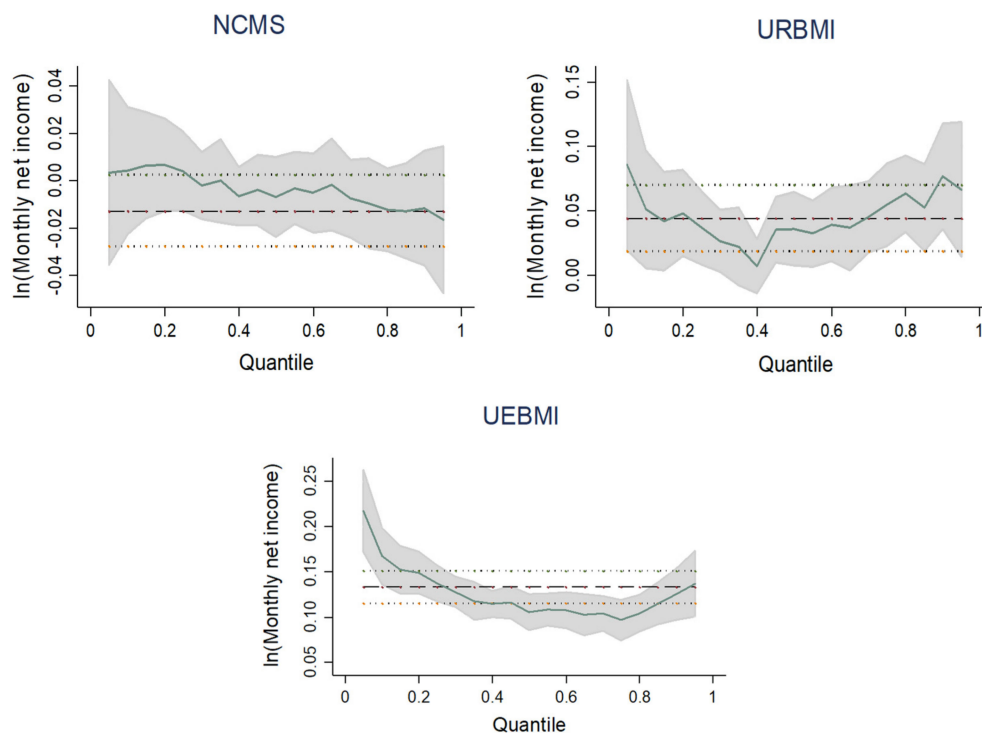 NCMS
ln(Monthly net income)
0.04
0.02
0.00
-0.02
-0.04
0 0.2 0.4 0.6 0.8 1
Quantile
URBMI
ln(Monthly net income)
0.15
0.10
0.05
0.00
0 0.2 0.4 0.6 0.8 1
Quantile
UEBMI
ln(Monthly net income)
0.25
0.20
0.15
0.10
0.05
0 0.2 0.4 0.6 0.8 1
Quantile